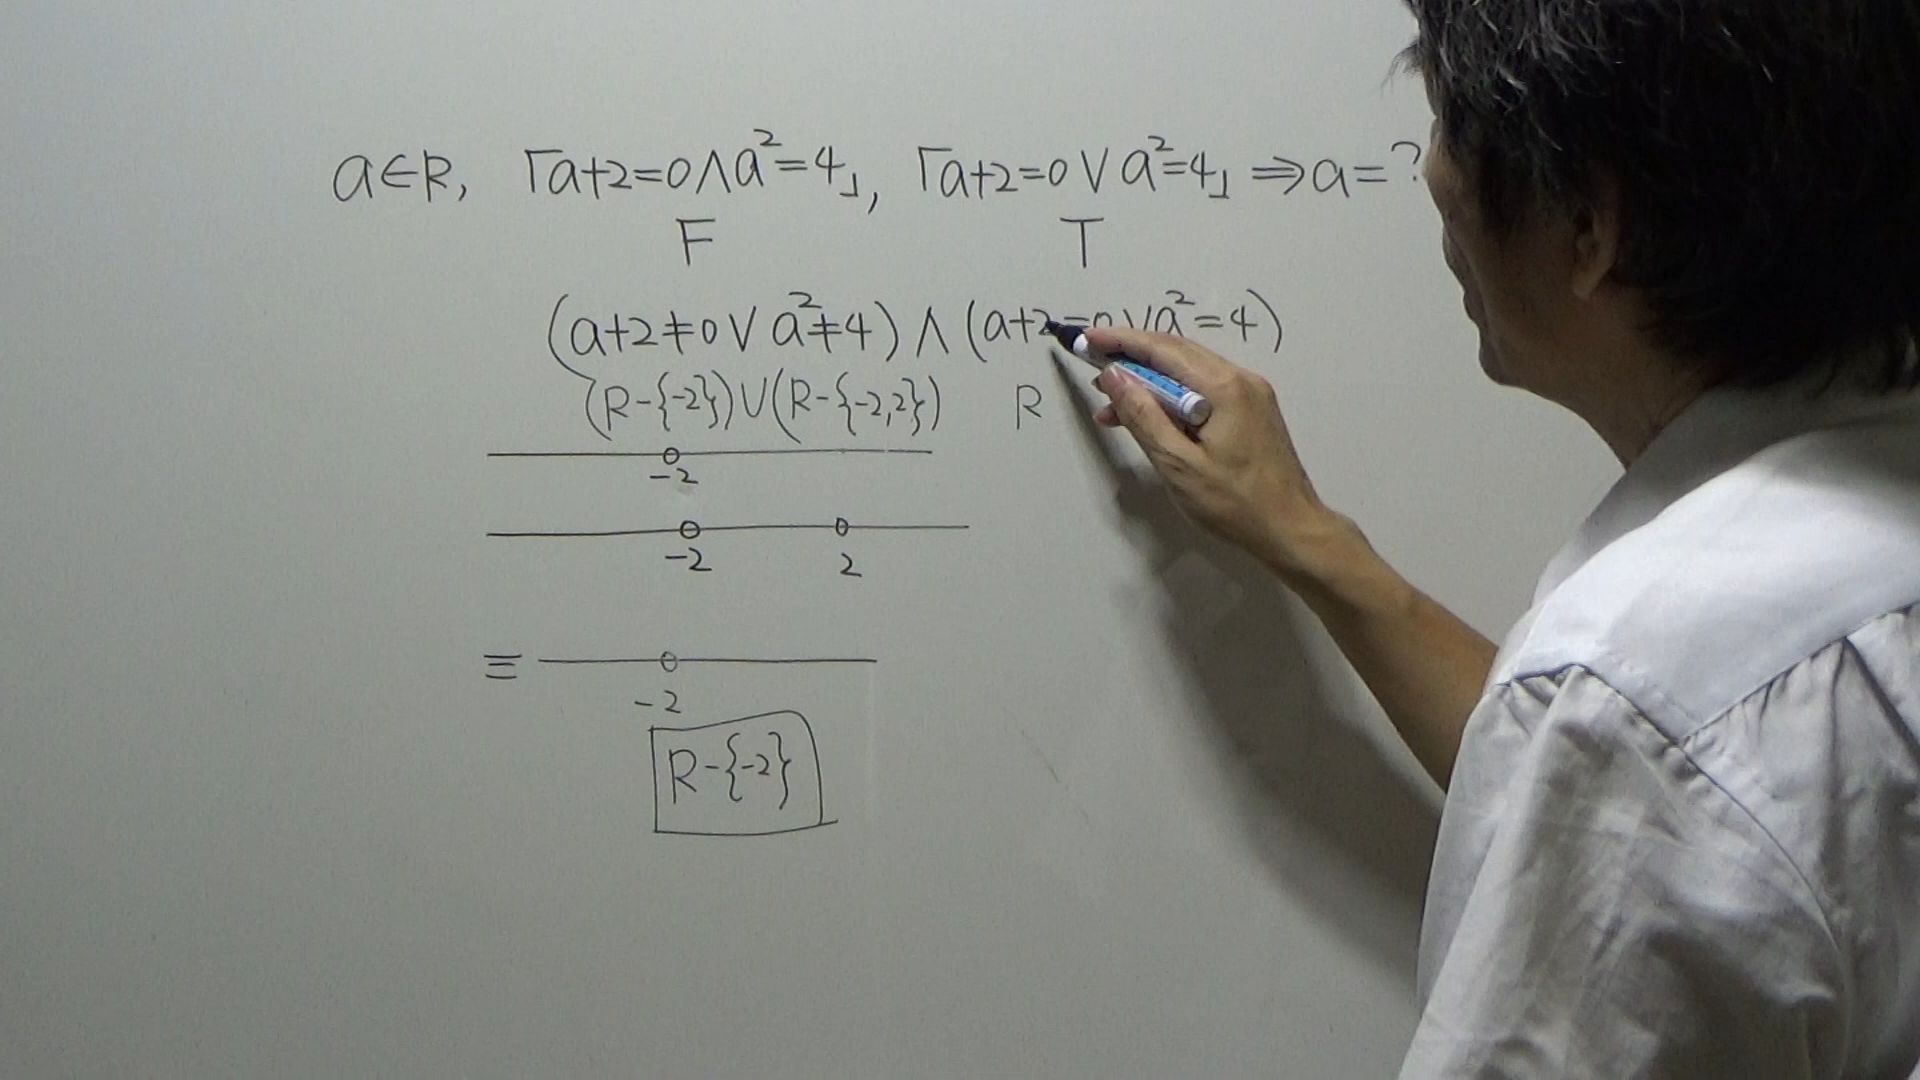 a∈R, 「a+2=0∧a²=4」, 「a+2=0∨a²=4」⇒a=?
F T
(a+2≠0∨a²≠4)∧(a+2=0∨a²=4)
(R-{-2})∪(R-{-2,2}) R
-2
-2 2
≡
-2
R-{-2}